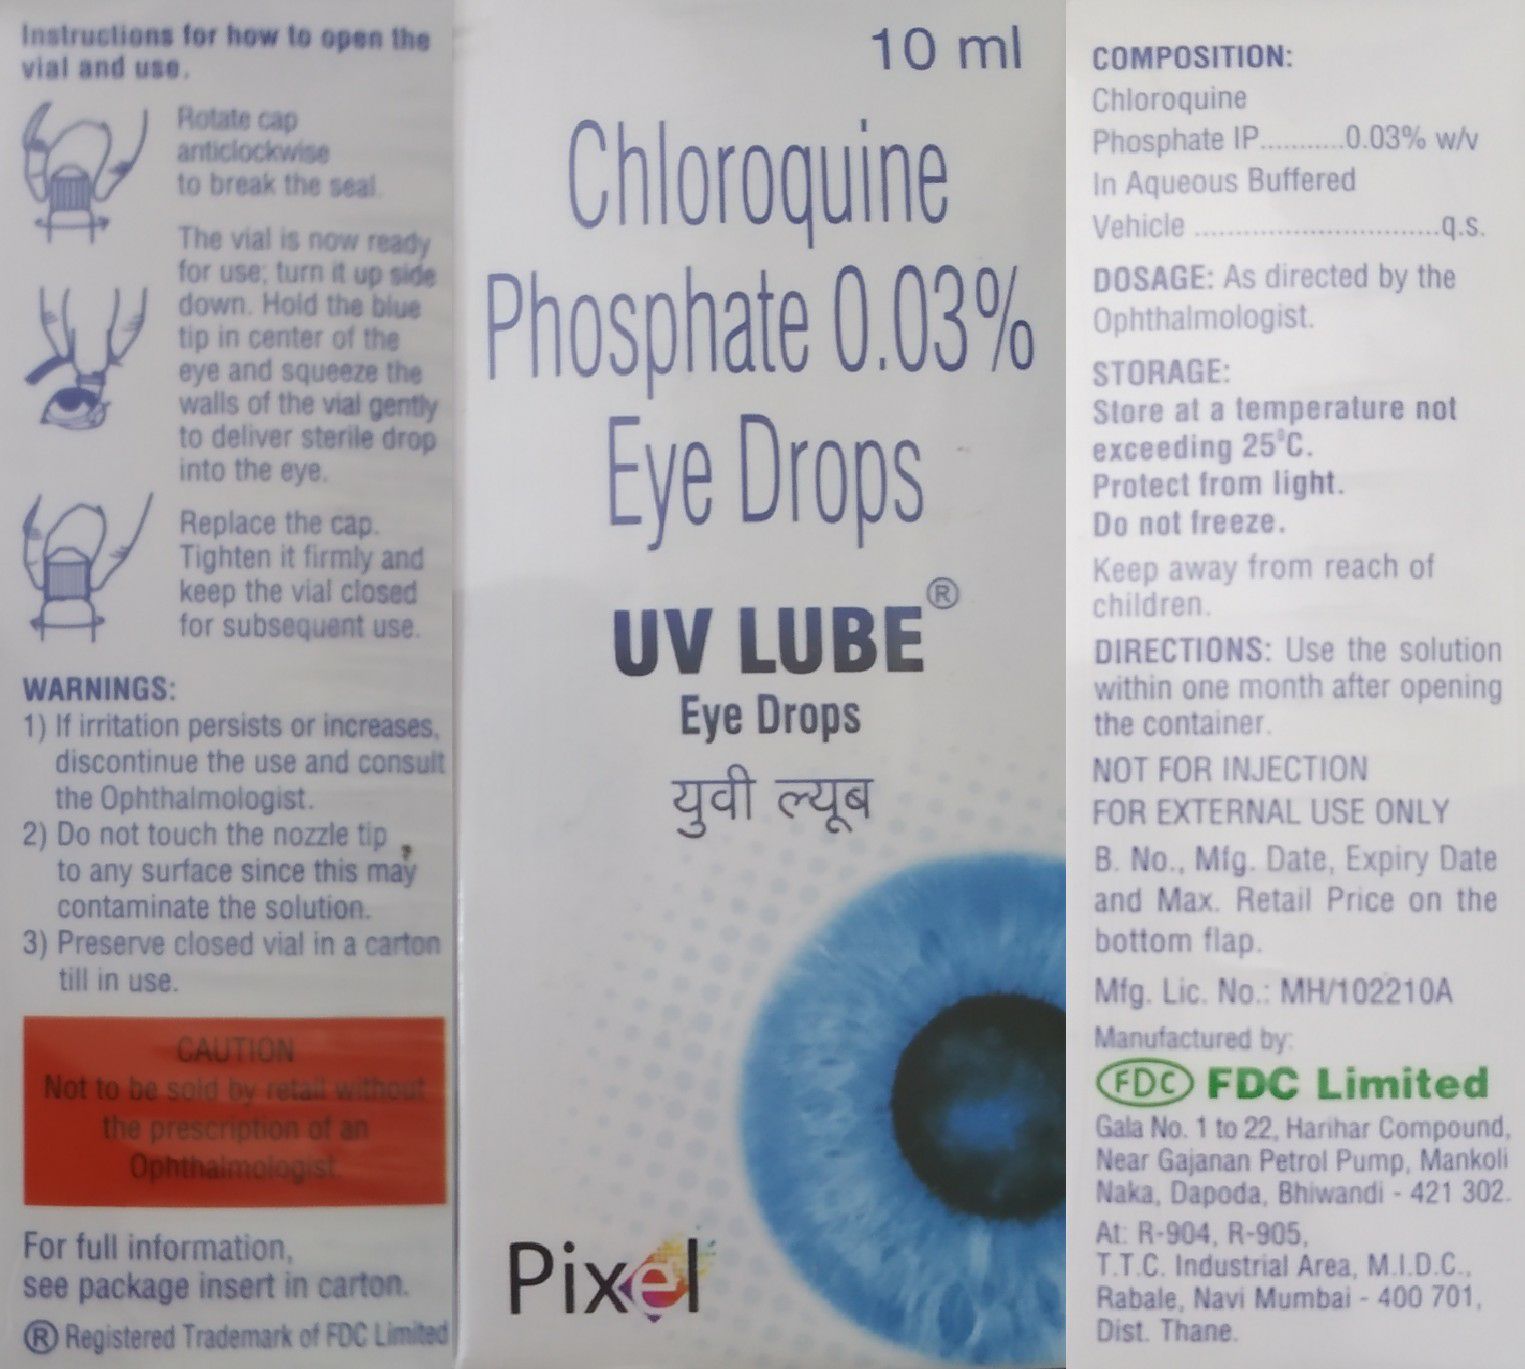 Instructions for how to open the
vial and use.
Rotate cap
anticlockwise
to break the seal.
The vial is now ready
for use; turn it up side
down. Hold the blue
tip in center of the
eye and squeeze the
walls of the vial gently
to deliver sterile drop
into the eye.
Replace the cap.
Tighten it firmly and
keep the vial closed
for subsequent use.
WARNINGS:
1) If irritation persists or increases,
discontinue the use and consult
the Ophthalmologist.
2) Do not touch the nozzle tip
to any surface since this may
contaminate the solution.
3) Preserve closed vial in a carton
till in use.
CAUTION
Not to be sold by retail without
the prescription of an
Ophthalmologist.
For full information,
see package insert in carton.
® Registered Trademark of FDC Limited
10 ml
Chloroquine
Phosphate 0.03%
Eye Drops
UV LUBE®
Eye Drops
युवी ल्यूब
Pixel
COMPOSITION:
Chloroquine
Phosphate IP...........0.03% w/v
In Aqueous Buffered
Vehicle ..............................q.s.
DOSAGE: As directed by the
Ophthalmologist.
STORAGE:
Store at a temperature not
exceeding 25°C.
Protect from light.
Do not freeze.
Keep away from reach of
children.
DIRECTIONS: Use the solution
within one month after opening
the container.
NOT FOR INJECTION
FOR EXTERNAL USE ONLY
B. No., Mfg. Date, Expiry Date
and Max. Retail Price on the
bottom flap.
Mfg. Lic. No.: MH/102210A
Manufactured by:
FDC FDC Limited
Gala No. 1 to 22, Harihar Compound,
Near Gajanan Petrol Pump, Mankoli
Naka, Dapoda, Bhiwandi - 421 302.
At: R-904, R-905,
T.T.C. Industrial Area, M.I.D.C.,
Rabale, Navi Mumbai - 400 701,
Dist. Thane.